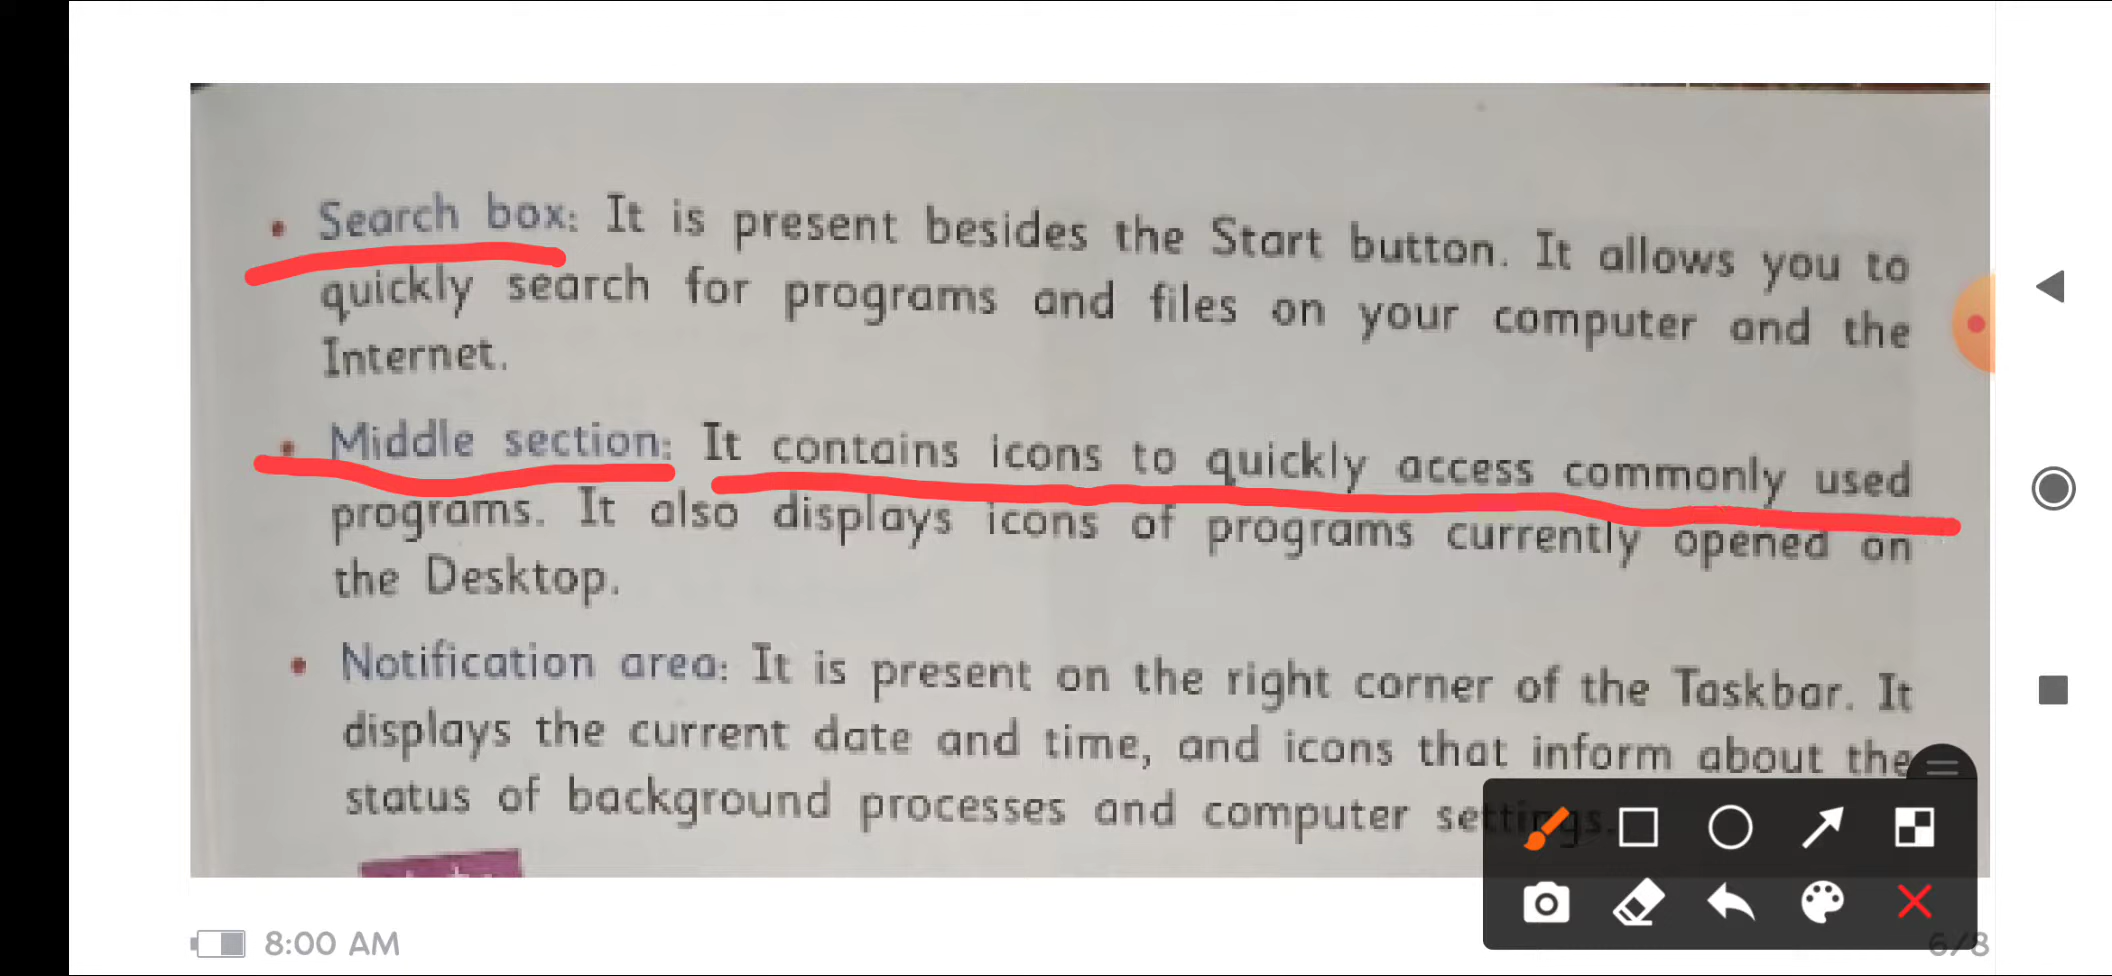 • Search box: It is present besides the Start button. It allows you to
quickly search for programs and files on your computer and the
Internet.
• Middle section: It contains icons to quickly access commonly used
programs. It also displays icons of programs currently opened on
the Desktop.
• Notification area: It is present on the right corner of the Taskbar. It
displays the current date and time, and icons that inform about the
status of background processes and computer settings.
8:00 AM
6/8